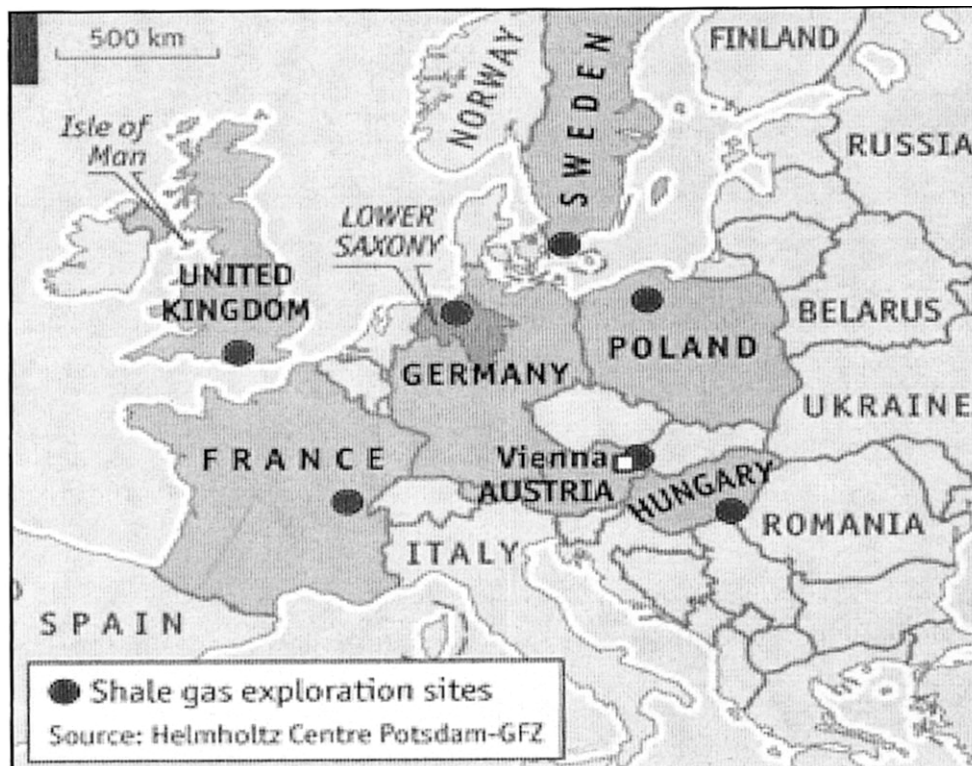 500 km
NORWAY
SWEDEN
FINLAND
RUSSIA
Isle of
Man
LOWER
SAXONY
UNITED
KINGDOM
BELARUS
POLAND
GERMANY
UKRAINE
FRANCE
Vienna
AUSTRIA
HUNGARY
ROMANIA
ITALY
SPAIN
Shale gas exploration sites
Source: Helmholtz Centre Potsdam-GFZ